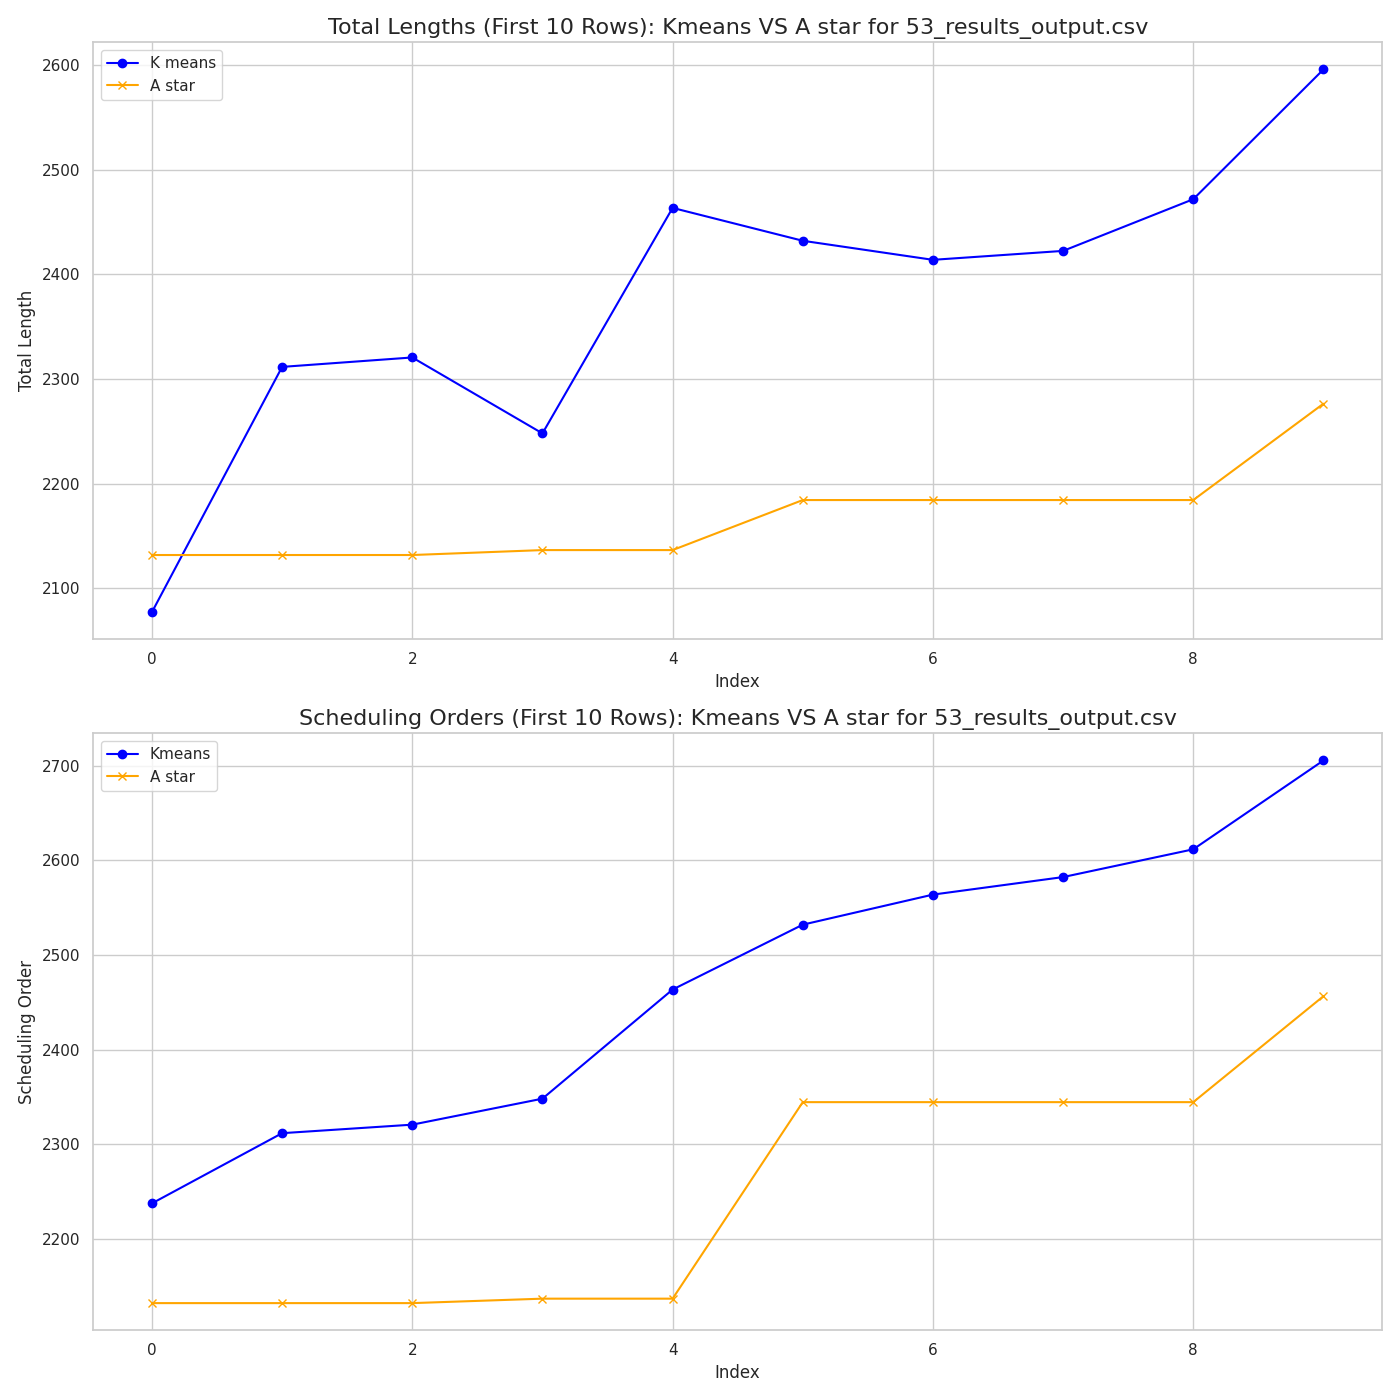 Total Lengths (First 10 Rows): Kmeans VS A star for 53_results_output.csv
K means
A star
2600
2500
2400
2300
2200
2100
Total Length
0 2 4 6 8
Index
Scheduling Orders (First 10 Rows): Kmeans VS A star for 53_results_output.csv
Kmeans
A star
2700
2600
2500
2400
2300
2200
Scheduling Order
0 2 4 6 8
Index